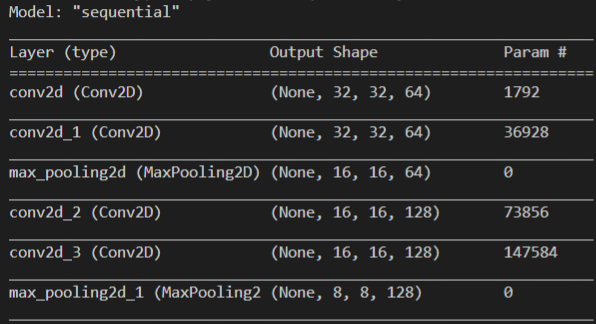 Model: "sequential"
Layer (type) Output Shape Param #
=================================================================
conv2d (Conv2D) (None, 32, 32, 64) 1792
conv2d_1 (Conv2D) (None, 32, 32, 64) 36928
max_pooling2d (MaxPooling2D) (None, 16, 16, 64) 0
conv2d_2 (Conv2D) (None, 16, 16, 128) 73856
conv2d_3 (Conv2D) (None, 16, 16, 128) 147584
max_pooling2d_1 (MaxPooling2 (None, 8, 8, 128) 0